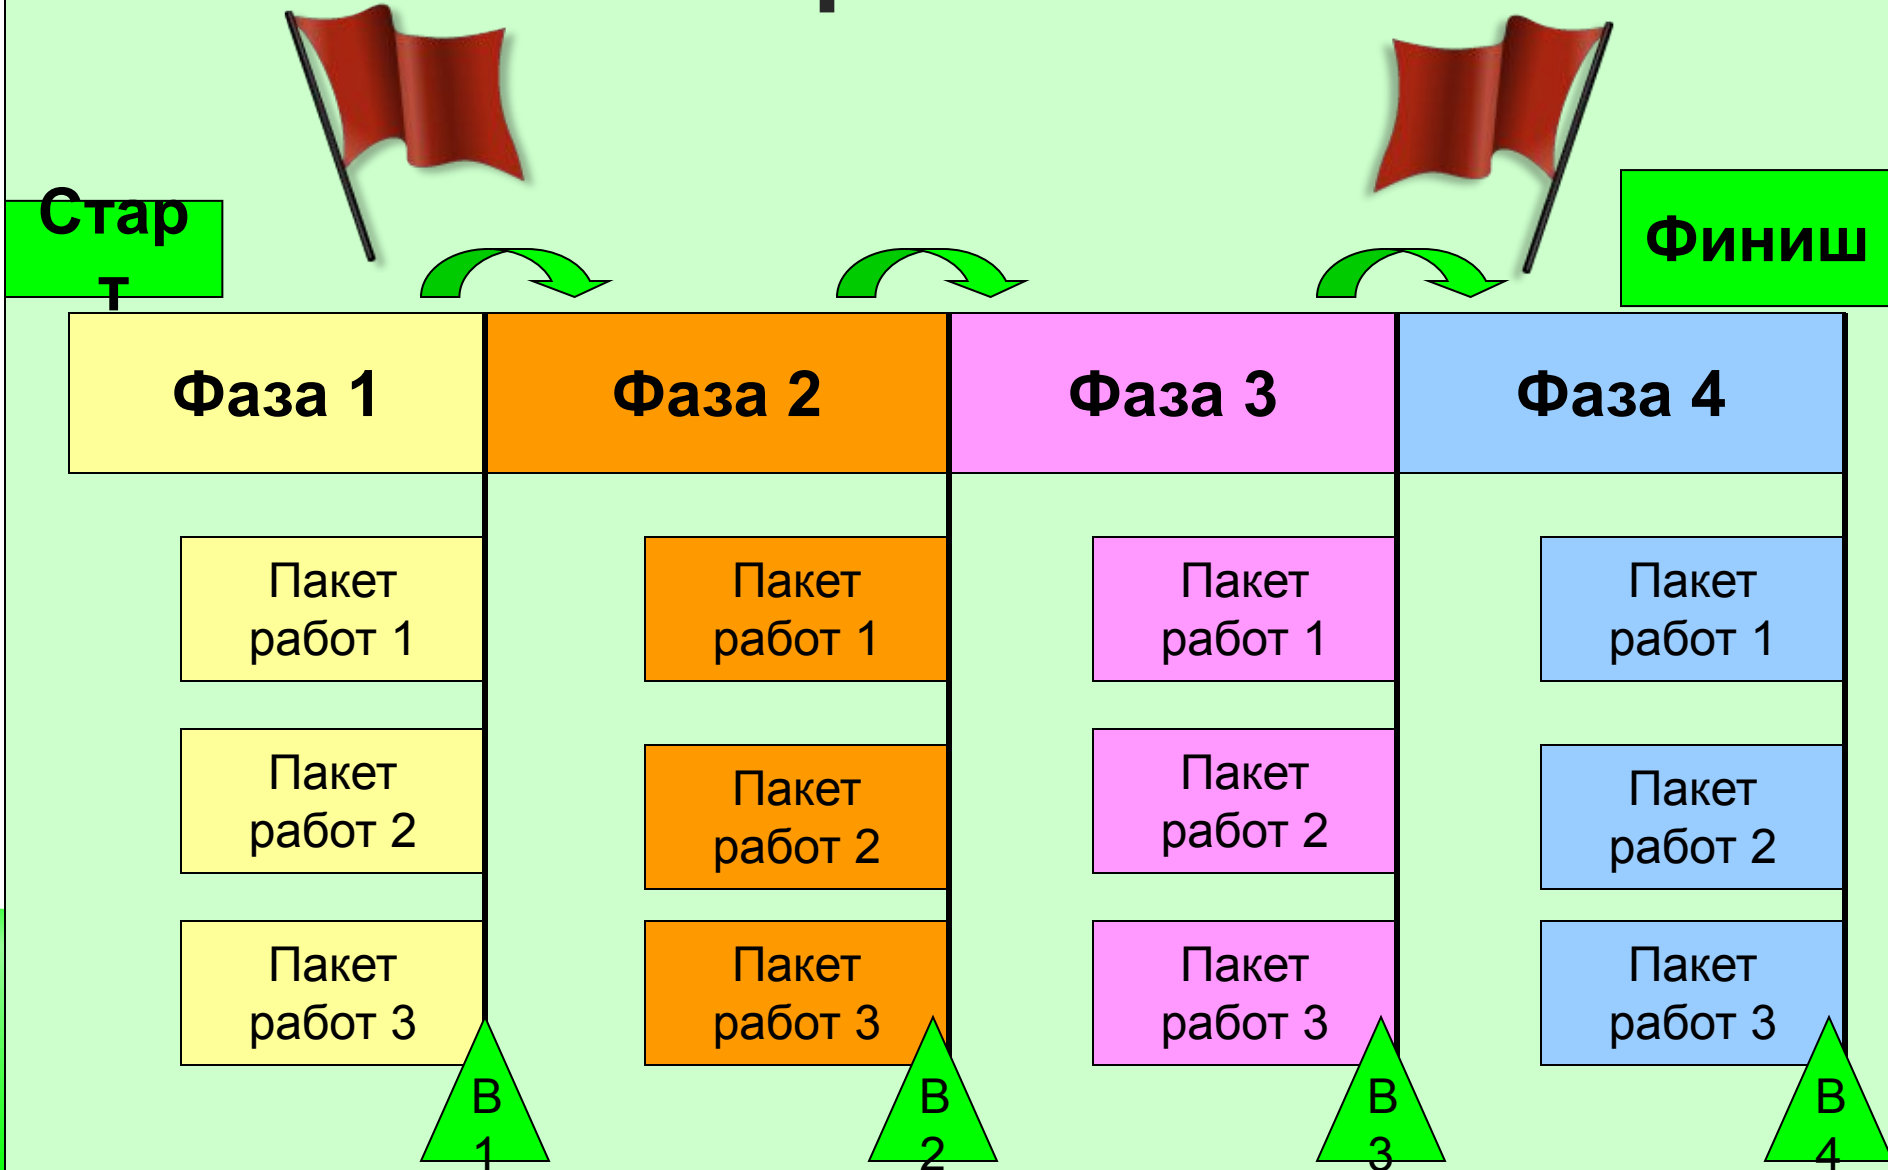 Стар
т
Финиш
Фаза 1
Фаза 2
Фаза 3
Фаза 4
Пакет
работ 1
Пакет
работ 1
Пакет
работ 1
Пакет
работ 1
Пакет
работ 2
Пакет
работ 2
Пакет
работ 2
Пакет
работ 2
Пакет
работ 3
Пакет
работ 3
Пакет
работ 3
Пакет
работ 3
В
1
В
2
В
3
В
4